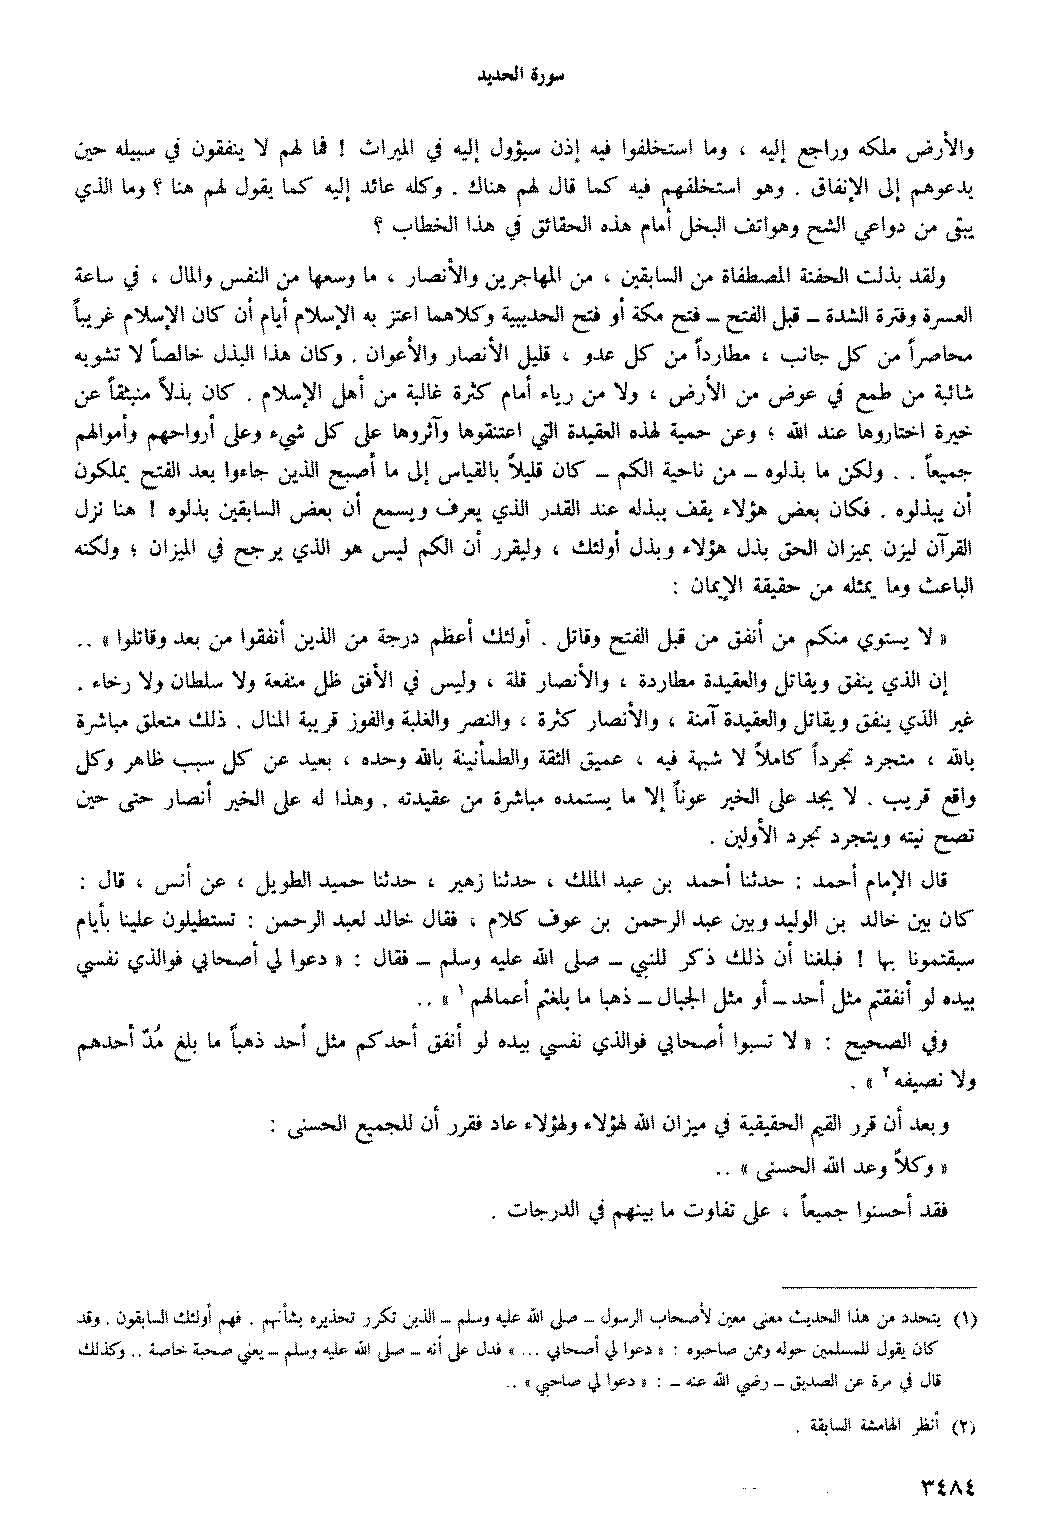 سورة الحديد
والأرض ملكه وراجع إليه ، وما استخلفوا فيه إذن سيؤول إليه في الميراث ! فما لهم لا ينفقون في سبيله حين
يدعوهم إلى الإنفاق . وهو استخلفهم فيه كما قال لهم هناك . وكله عائد إليه كما يقول لهم هنا ؟ وما الذي
يبقى من دواعي الشح وهواتف البخل أمام هذه الحقائق في هذا الخطاب ؟
ولقد بذلت الحفنة المصطفاة من السابقين ، من المهاجرين والأنصار ، ما وسعها من النفس والمال ، في ساعة
العسرة وفترة الشدة – قبل الفتح – فتح مكة أو فتح الحديبية وكلاهما اعتز به الإسلام أيام أن كان الإسلام غريباً
محاصراً من كل جانب ، مطارداً من كل عدو ، قليل الأنصار والأعوان . وكان هذا البذل خالصاً لا تشوبه
شائبة من طمع في عوض من الأرض ، ولا من رياء أمام كثرة غالبة من أهل الإسلام . كان بذلاً منبثقاً عن
خيرة اختاروها عند الله ؛ وعن حمية لهذه العقيدة التي اعتنقوها وآثروها على كل شيء وعلى أرواحهم وأموالهم
جميعاً . . ولكن ما بذلوه – من ناحية الكم – كان قليلاً بالقياس إلى ما أصبح الذين جاءوا بعد الفتح يملكون
أن يبذلوه . فكان بعض هؤلاء يقف ببذله عند القدر الذي يعرف ويسمع أن بعض السابقين بذلوه ! هنا نزل
القرآن ليزن بميزان الحق بذل هؤلاء وبذل أولئك ، وليقرر أن الكم ليس هو الذي يرجح في الميزان ؛ ولكنه
الباعث وما يمثله من حقيقة الإيمان :
« لا يستوي منكم من أنفق من قبل الفتح وقاتل . أولئك أعظم درجة من الذين أنفقوا من بعد وقاتلوا » ..
إن الذي ينفق ويقاتل والعقيدة مطاردة ، والأنصار قلة ، وليس في الأفق ظل منفعة ولا سلطان ولا رخاء .
غير الذي ينفق ويقاتل والعقيدة آمنة ، والأنصار كثرة ، والنصر والغلبة والفوز قريبة المنال . ذلك متعلق مباشرة
بالله ، متجرد تجرداً كاملاً لا شبهة فيه ، عميق الثقة والطمأنينة بالله وحده ، بعيد عن كل سبب ظاهر وكل
واقع قريب . لا يجد على الخير عوناً إلا ما يستمده مباشرة من عقيدته . وهذا له على الخير أنصار حتى حين
تصح نيته ويتجرد تجرد الأولين .
قال الإمام أحمد : حدثنا أحمد بن عبد الملك ، حدثنا زهير ، حدثنا حميد الطويل ، عن أنس ، قال :
كان بين خالد بن الوليد وبين عبد الرحمن بن عوف كلام ، فقال خالد لعبد الرحمن : تستطيلون علينا بأيام
سبقتمونا بها ! فبلغنا أن ذلك ذكر للنبي – صلى الله عليه وسلم – فقال : « دعوا لي أصحابي فوالذي نفسي
بيده لو أنفقتم مثل أحد – أو مثل الجبال – ذهبا ما بلغتم أعمالهم ١ » ..
وفي الصحيح : « لا تسبوا أصحابي فوالذي نفسي بيده لو أنفق أحدكم مثل أحد ذهباً ما بلغ مُدّ أحدهم
ولا نصيفه ٢ » .
وبعد أن قرر القيم الحقيقية في ميزان الله لهؤلاء ولهؤلاء عاد فقرر أن للجميع الحسنى :
« وكلاً وعد الله الحسنى » ..
فقد أحسنوا جميعاً ، على تفاوت ما بينهم في الدرجات .
(١) يتحدد من هذا الحديث معنى معين لأصحاب الرسول – صلى الله عليه وسلم – الذين تكرر تحذيره بشأنهم . فهم أولئك السابقون . وقد
كان يقول للمسلمين حوله وممن صاحبوه : « دعوا لي أصحابي ... » فدل على أنه – صلى الله عليه وسلم – يعني صحبة خاصة .. وكذلك
قال في مرة عن الصديق – رضي الله عنه – : « دعوا لي صاحبي » ..
(٢) أنظر الهامشة السابقة .
٣٤٨٤